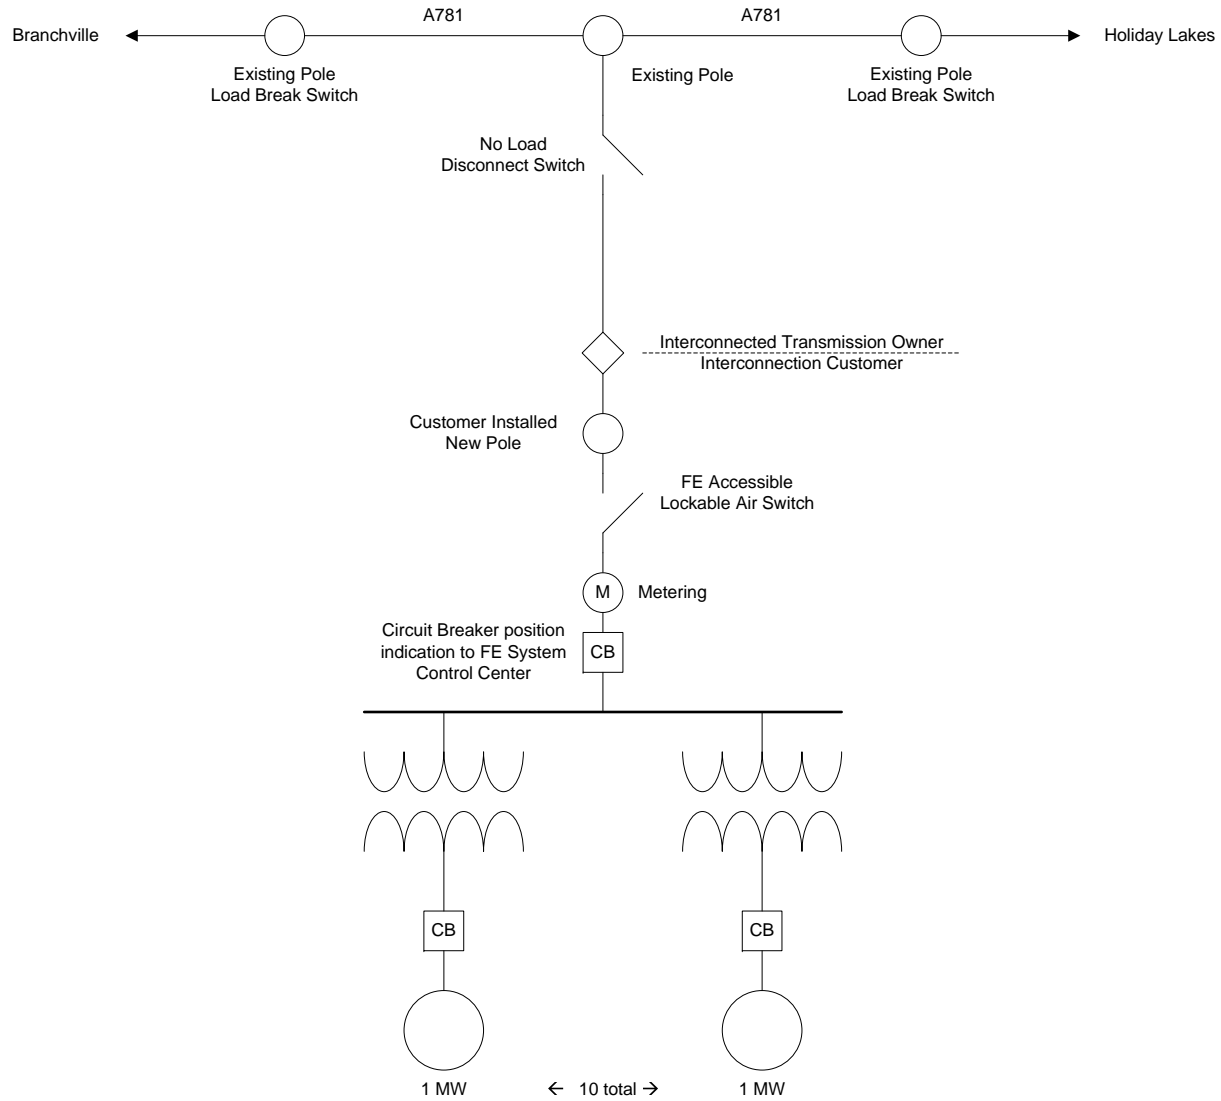 A781
A781
Branchville
Holiday Lakes
Existing Pole
Load Break Switch
Existing Pole
Existing Pole
Load Break Switch
No Load
Disconnect Switch
Interconnected Transmission Owner
Interconnection Customer
Customer Installed
New Pole
FE Accessible
Lockable Air Switch
M
Metering
Circuit Breaker position
indication to FE System
Control Center
CB
CB
CB
1 MW
← 10 total →
1 MW